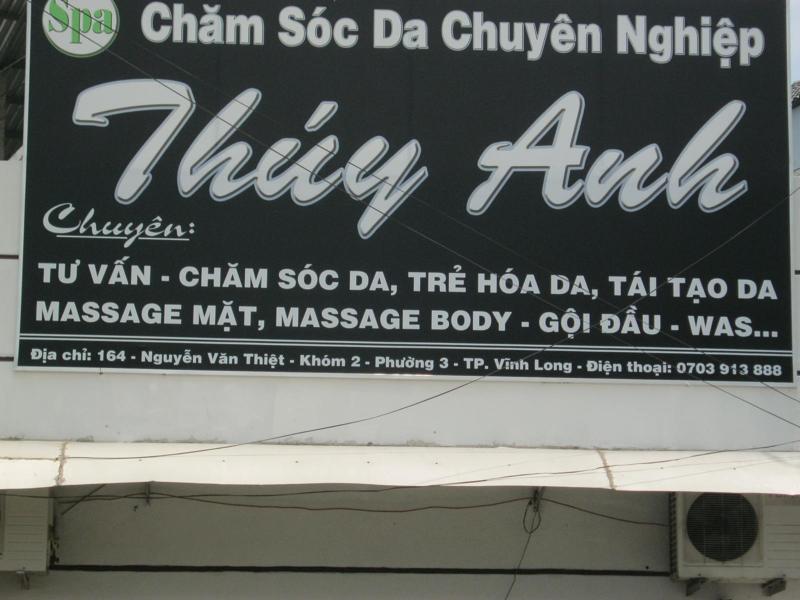 Spa Chăm Sóc Da Chuyên Nghiệp
Thúy Anh
Chuyên:
TƯ VẤN - CHĂM SÓC DA, TRẺ HÓA DA, TÁI TẠO DA
MASSAGE MẶT, MASSAGE BODY - GỘI ĐẦU - WAS...
Địa chỉ: 164 - Nguyễn Văn Thiệt - Khóm 2 - Phường 3 - TP. Vĩnh Long - Điện thoại: 0703 913 888